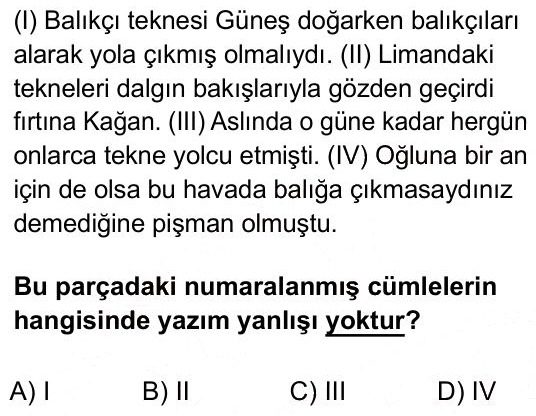 (I) Balıkçı teknesi Güneş doğarken balıkçıları
alarak yola çıkmış olmalıydı. (II) Limandaki
tekneleri dalgın bakışlarıyla gözden geçirdi
fırtına Kağan. (III) Aslında o güne kadar hergün
onlarca tekne yolcu etmişti. (IV) Oğluna bir an
için de olsa bu havada balığa çıkmasaydınız
demediğine pişman olmuştu.
Bu parçadaki numaralanmış cümlelerin
hangisinde yazım yanlışı yoktur?
A) I B) II C) III D) IV